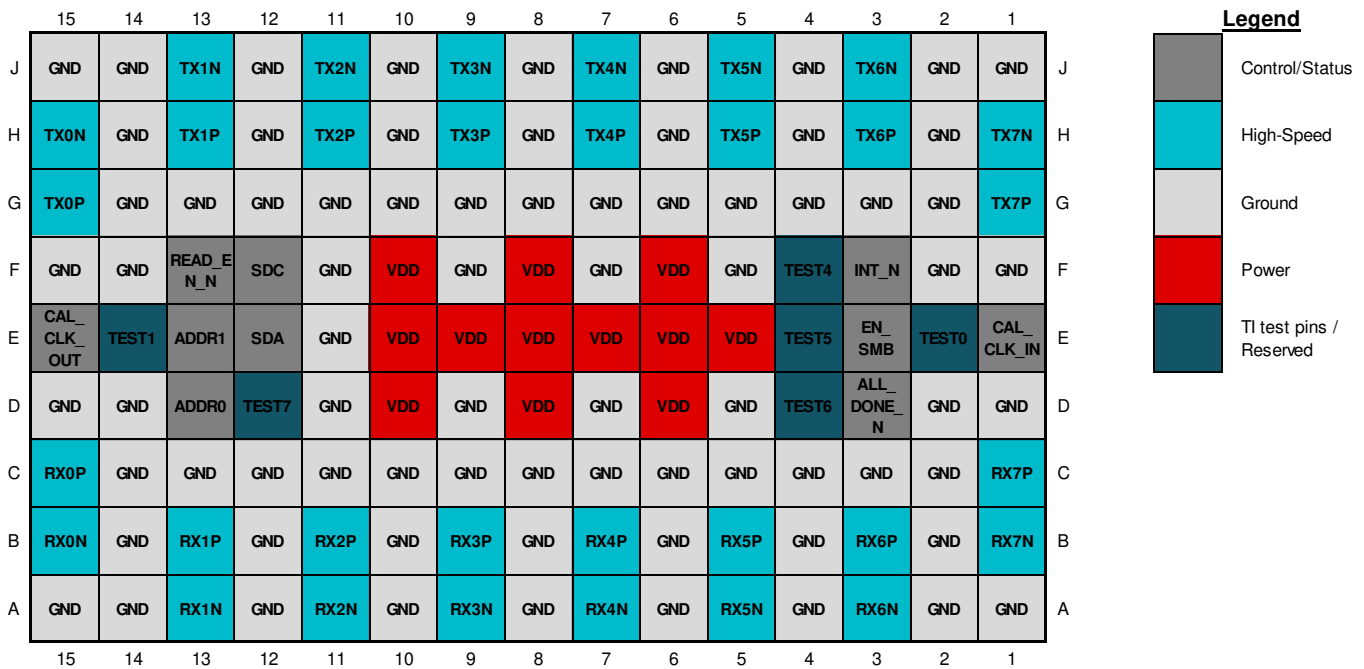 15 14 13 12 11 10 9 8 7 6 5 4 3 2 1
Legend
J GND GND TX1N GND TX2N GND TX3N GND TX4N GND TX5N GND TX6N GND GND J
Control/Status
H TX0N GND TX1P GND TX2P GND TX3P GND TX4P GND TX5P GND TX6P GND TX7N H
High-Speed
G TX0P GND GND GND GND GND GND GND GND GND GND GND GND GND TX7P G
Ground
F GND GND READ_E N_N SDC GND VDD GND VDD GND VDD GND TEST4 INT_N GND GND F
Power
E CAL_ CLK_ OUT TEST1 ADDR1 SDA GND VDD VDD VDD VDD VDD VDD TEST5 EN_ SMB TEST0 CAL_ CLK_IN E
TI test pins /
Reserved
D GND GND ADDR0 TEST7 GND VDD GND VDD GND VDD GND TEST6 ALL_ DONE_ N GND GND D
C RX0P GND GND GND GND GND GND GND GND GND GND GND GND GND RX7P C
B RX0N GND RX1P GND RX2P GND RX3P GND RX4P GND RX5P GND RX6P GND RX7N B
A GND GND RX1N GND RX2N GND RX3N GND RX4N GND RX5N GND RX6N GND GND A
15 14 13 12 11 10 9 8 7 6 5 4 3 2 1